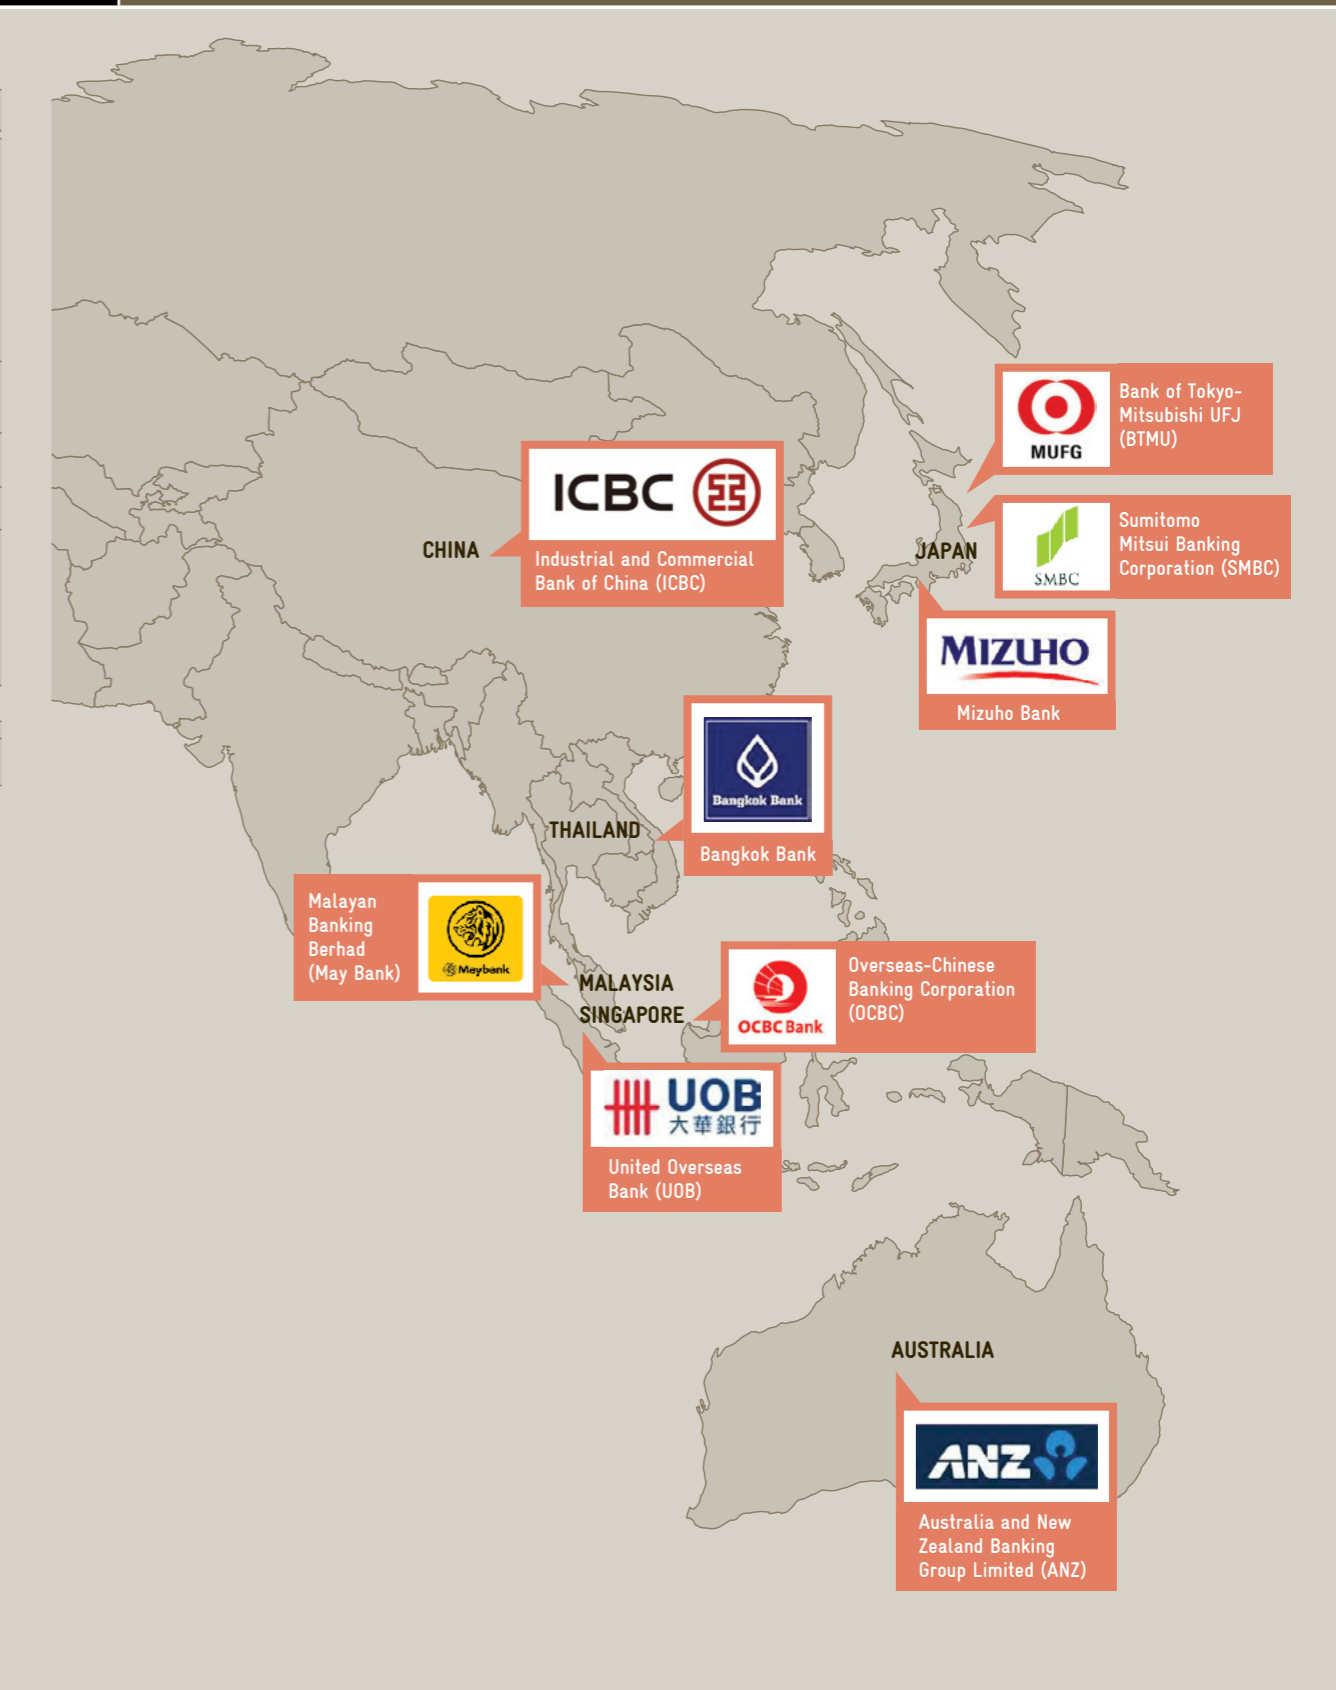 MUFG
Bank of Tokyo-
Mitsubishi UFJ
(BTMU)
ICBC
CHINA
Industrial and Commercial
Bank of China (ICBC)
JAPAN
SMBC
Sumitomo
Mitsui Banking
Corporation (SMBC)
MIZUHO
Mizuho Bank
Bangkok Bank
THAILAND
Bangkok Bank
Malayan
Banking
Berhad
(May Bank)
Maybank
MALAYSIA
SINGAPORE
OCBC Bank
Overseas-Chinese
Banking Corporation
(OCBC)
UOB
大華銀行
United Overseas
Bank (UOB)
AUSTRALIA
ANZ
Australia and New
Zealand Banking
Group Limited (ANZ)